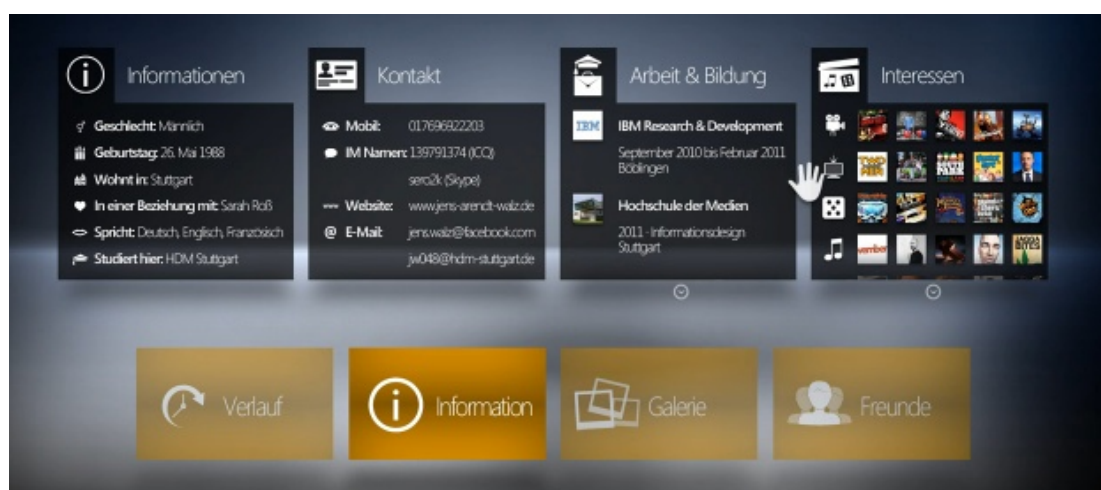 Informationen
Geschlecht: Männlich
Geburtstag: 26. Mai 1988
Wohnt in: Stuttgart
In einer Beziehung mit: Sarah Roß
Spricht: Deutsch, Englisch, Französisch
Studiert hier: HDM Stuttgart
Kontakt
Mobil: 017696922203
IM Namen: 139791374 (ICQ)
sero2k (Skype)
Website: www.jens-arendt-walz.de
E-Mail: jens.walz@facebook.com
jw048@hdm-stuttgart.de
Arbeit & Bildung
IBM
IBM Research & Development
September 2010 bis Februar 2011
Böblingen
Hochschule der Medien
2011 · Informationsdesign
Stuttgart
Interessen
Verlauf
Information
Galerie
Freunde